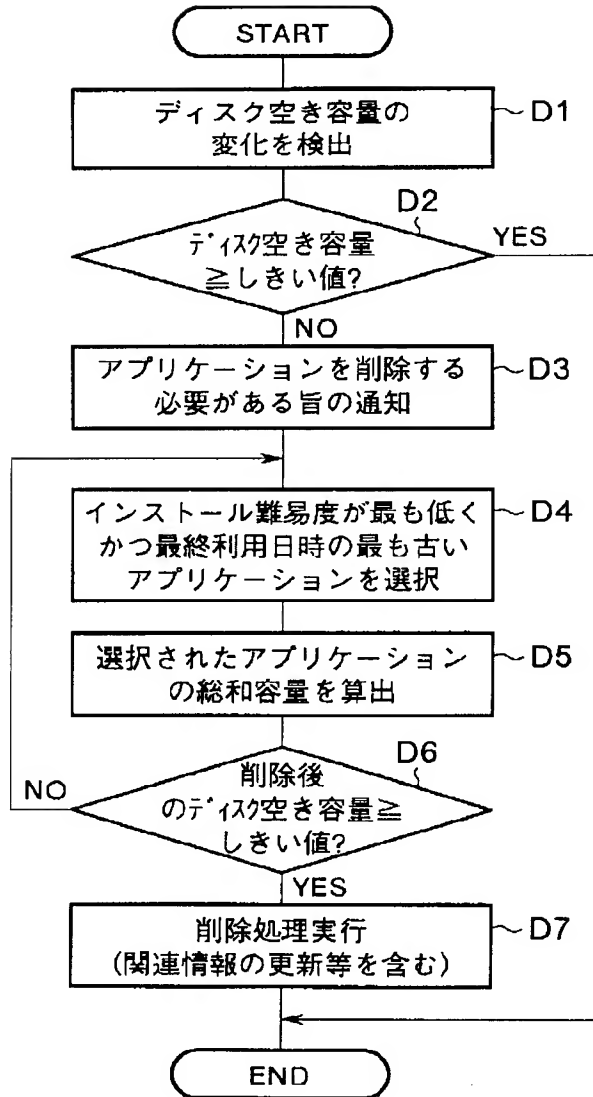 START
ディスク空き容量の
変化を検出
D1
D2
ディスク空き容量
≧しきい値?
YES
NO
アプリケーションを削除する
必要がある旨の通知
D3
インストール難易度が最も低く
かつ最終利用日時の最も古い
アプリケーションを選択
D4
選択されたアプリケーション
の総和容量を算出
D5
D6
削除後
のディスク空き容量≧
しきい値?
NO
YES
削除処理実行
(関連情報の更新等を含む)
D7
END